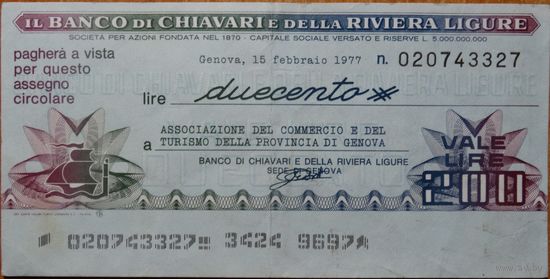 IL BANCO DI CHIAVARI E DELLA RIVIERA LIGURE
SOCIETÀ PER AZIONI FONDATA NEL 1870 - CAPITALE SOCIALE VERSATO E RISERVE L. 5.000.000.000
Genova, 15 febbraio 1977 n. 020743327
pagherà a vista
per questo
assegno
circolare
lire duecento
ASSOCIAZIONE DEL COMMERCIO E DEL
a TURISMO DELLA PROVINCIA DI GENOVA
BANCO DI CHIAVARI E DELLA RIVIERA LIGURE
SEDE DI GENOVA
VALE
LIRE
200
020743327 3424 9697